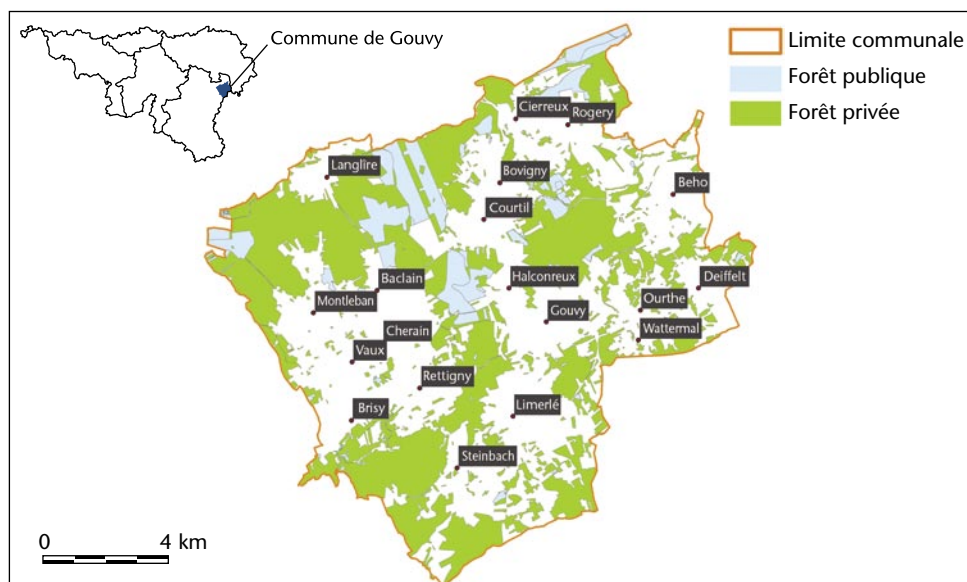 Commune de Gouvy
Limite communale
Forêt publique
Forêt privée
Cierreux
Rogery
Langlire
Bovigny
Beho
Courtil
Baclain
Halconreux
Deiffelt
Montleban
Ourthe
Gouvy
Cherain
Wattermal
Vaux
Rettigny
Brisy
Limerlé
Steinbach
0 4 km